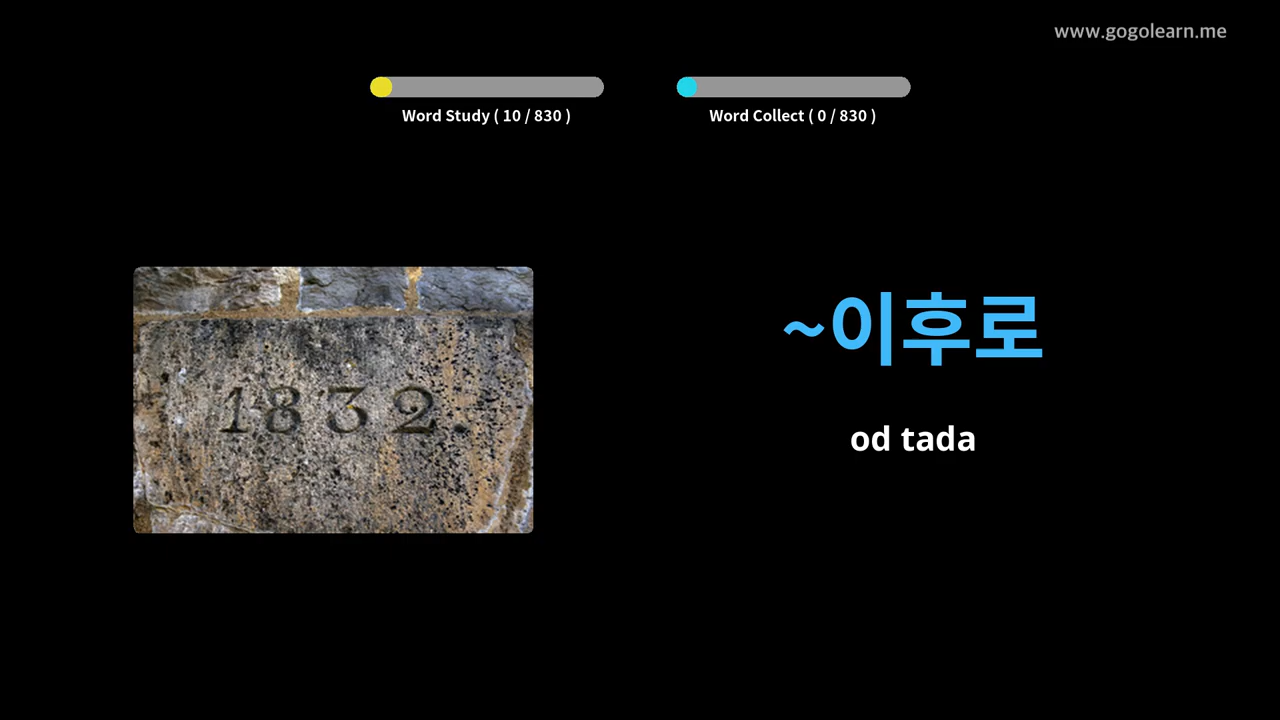 www.gogolearn.me
Word Study ( 10 / 830 )
Word Collect ( 0 / 830 )
1832.
~이후로
od tada